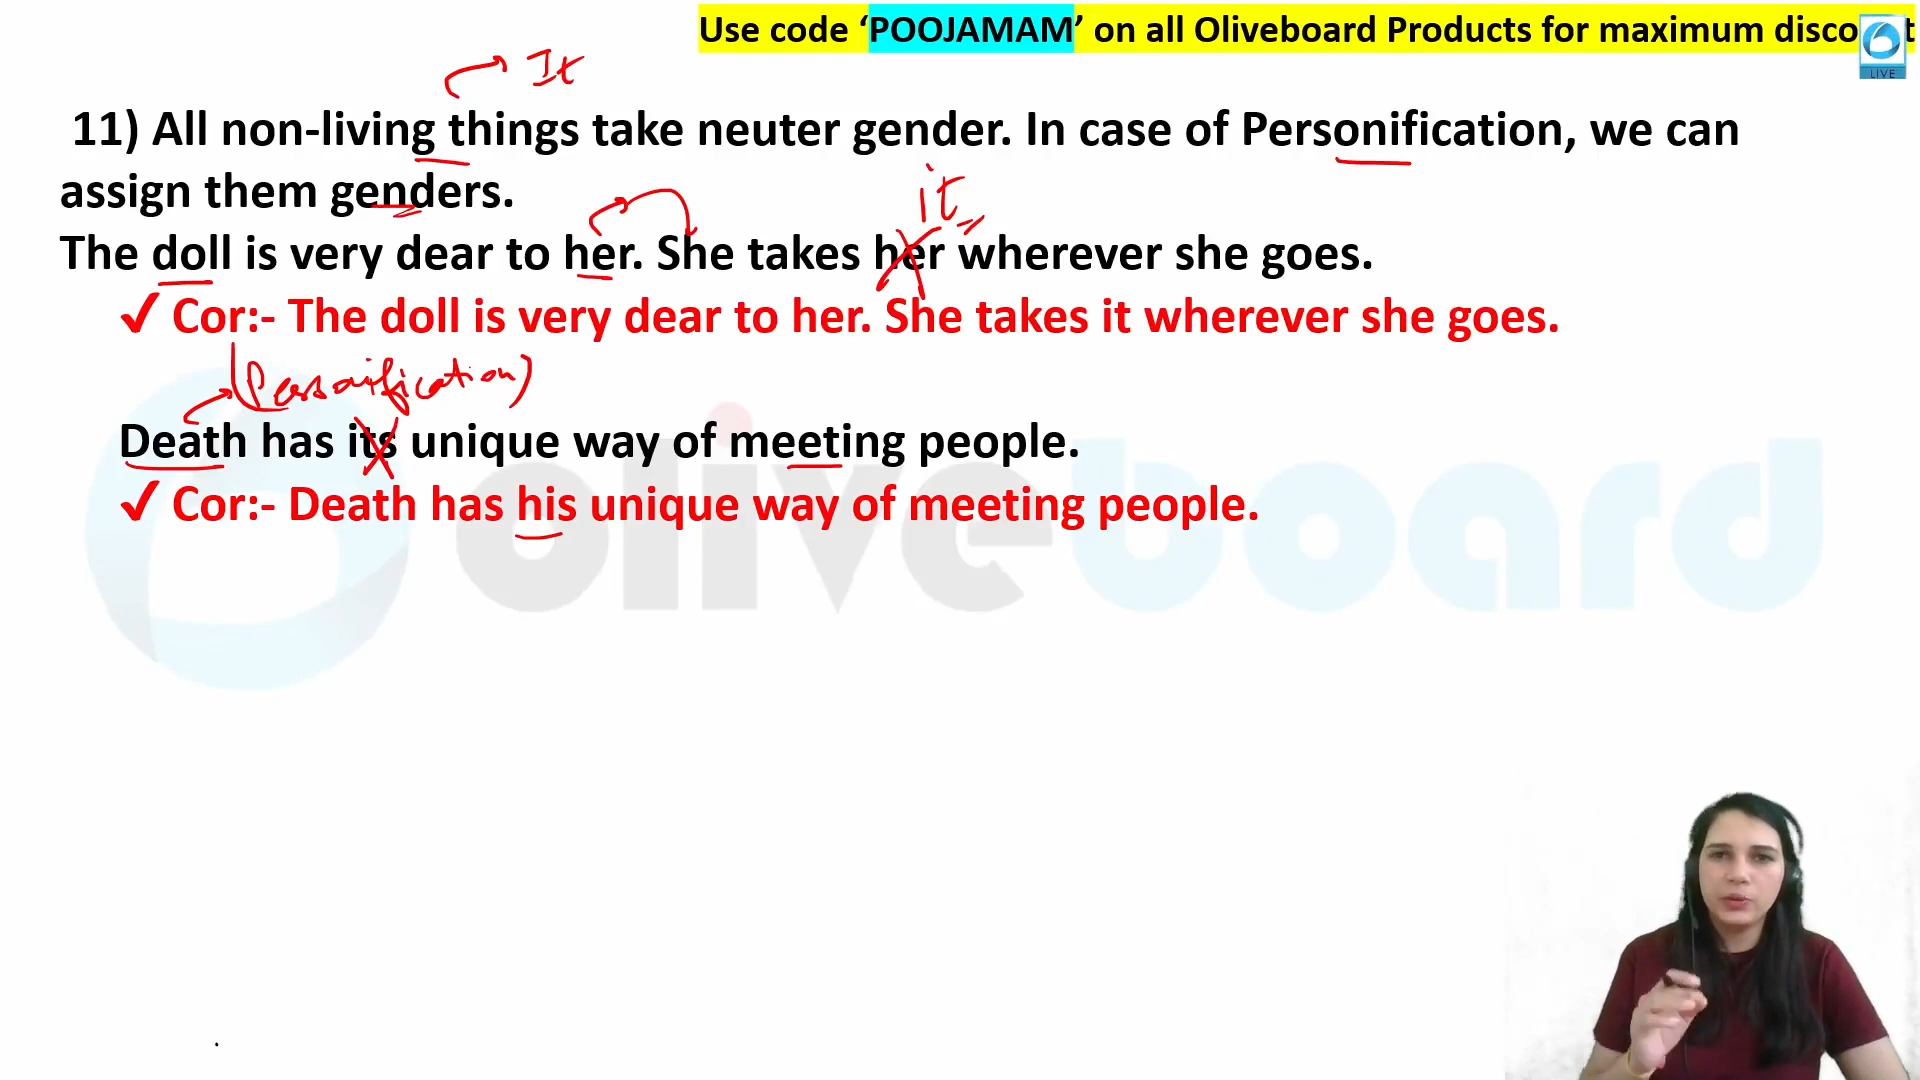 Use code ‘POOJAMAM’ on all Oliveboard Products for maximum disco t
LIVE
It
11) All non-living things take neuter gender. In case of Personification, we can
assign them genders.
it
The doll is very dear to her. She takes her wherever she goes.
✓ Cor:- The doll is very dear to her. She takes it wherever she goes.
(Personification)
Death has its unique way of meeting people.
✓ Cor:- Death has his unique way of meeting people.
oliveboard